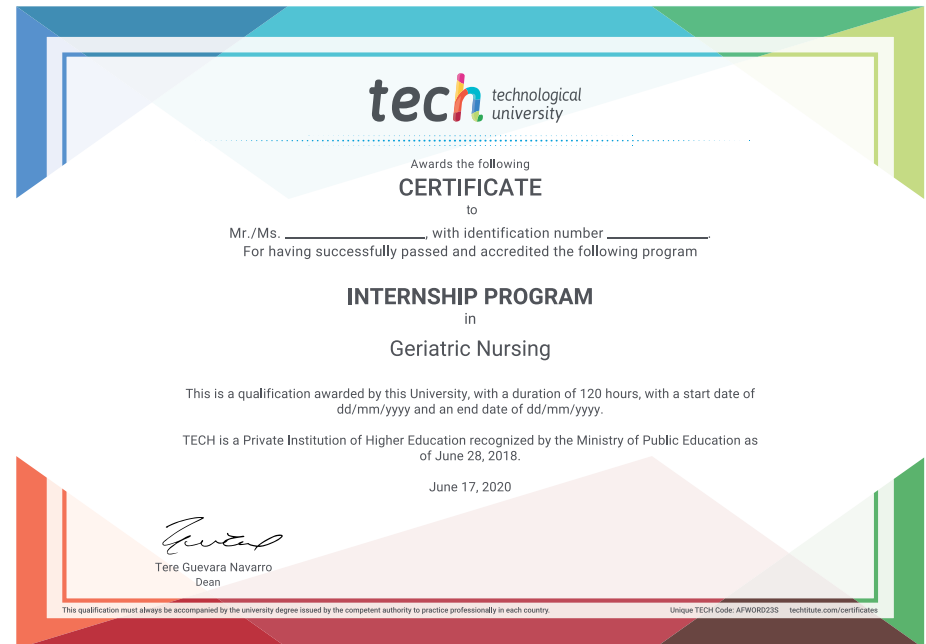 tech technological
university
Awards the following
CERTIFICATE
to
Mr./Ms. ____________________, with identification number ______________.
For having successfully passed and accredited the following program
INTERNSHIP PROGRAM
in
Geriatric Nursing
This is a qualification awarded by this University, with a duration of 120 hours, with a start date of
dd/mm/yyyy and an end date of dd/mm/yyyy.
TECH is a Private Institution of Higher Education recognized by the Ministry of Public Education as
of June 28, 2018.
June 17, 2020
Tere Guevara Navarro
Dean
This qualification must always be accompanied by the university degree issued by the competent authority to practice professionally in each country.
Unique TECH Code: AFWORD23S techtitute.com/certificates